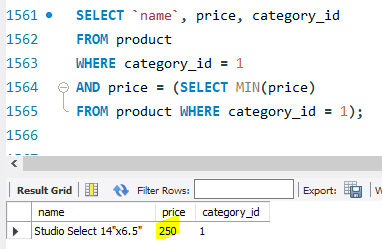 1561 SELECT `name`, price, category_id
1562 FROM product
1563 WHERE category_id = 1
1564 AND price = (SELECT MIN(price)
1565 FROM product WHERE category_id = 1);
1566
Result Grid Filter Rows: Export:
name price category_id
Studio Select 14"x6.5" 250 1